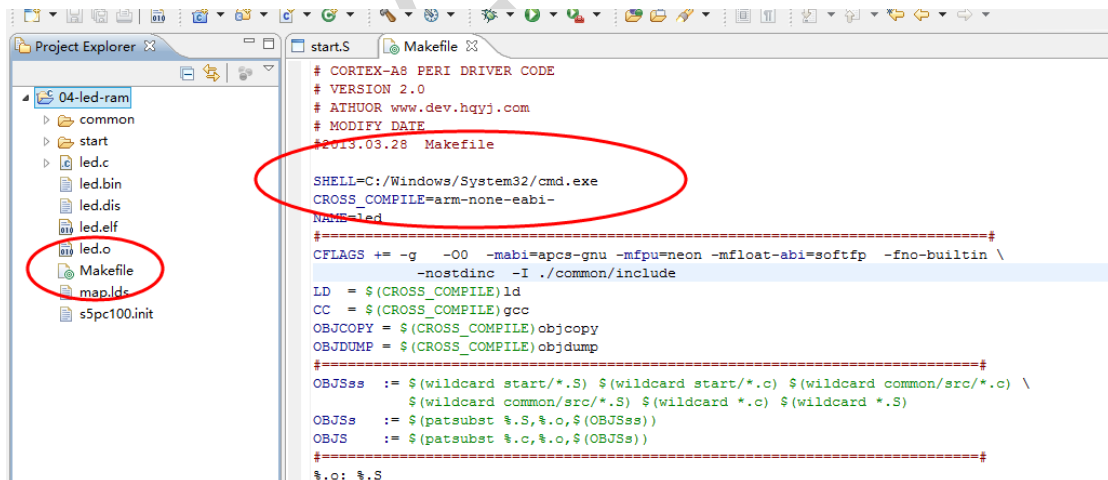 Project Explorer
start.S
Makefile
04-led-ram
common
start
led.c
led.bin
led.dis
led.elf
led.o
Makefile
map.lds
s5pc100.init
# CORTEX-A8 PERI DRIVER CODE
# VERSION 2.0
# ATHUOR www.dev.hqyj.com
# MODIFY DATE
#2013.03.28  Makefile
SHELL=C:/Windows/System32/cmd.exe
CROSS_COMPILE=arm-none-eabi-
NAME=led
#=============================================================================#
CFLAGS += -g   -O0  -mabi=apcs-gnu -mfpu=neon -mfloat-abi=softfp  -fno-builtin \
-nostdinc  -I ./common/include
LD  = $(CROSS_COMPILE)ld
CC  = $(CROSS_COMPILE)gcc
OBJCOPY = $(CROSS_COMPILE)objcopy
OBJDUMP = $(CROSS_COMPILE)objdump
#============================================================================#
OBJSss  := $(wildcard start/*.S) $(wildcard start/*.c) $(wildcard common/src/*.c) \
$(wildcard common/src/*.S) $(wildcard *.c) $(wildcard *.S)
OBJSs   := $(patsubst %.S,%.o,$(OBJSss))
OBJS    := $(patsubst %.c,%.o,$(OBJSs))
#============================================================================#
%.o: %.S